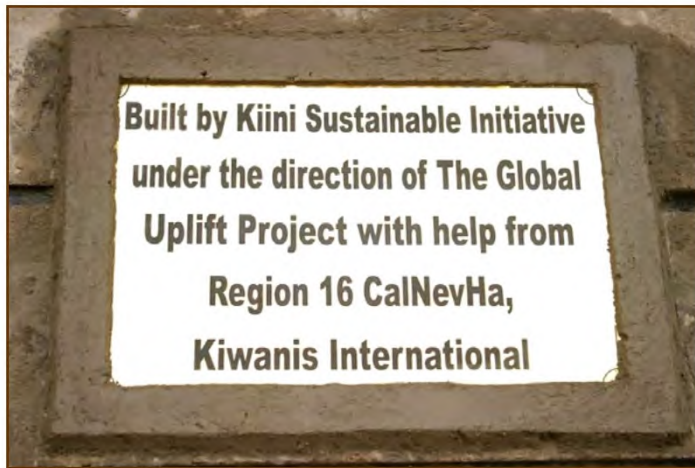 Built by Kiini Sustainable Initiative
under the direction of The Global
Uplift Project with help from
Region 16 CalNevHa,
Kiwanis International